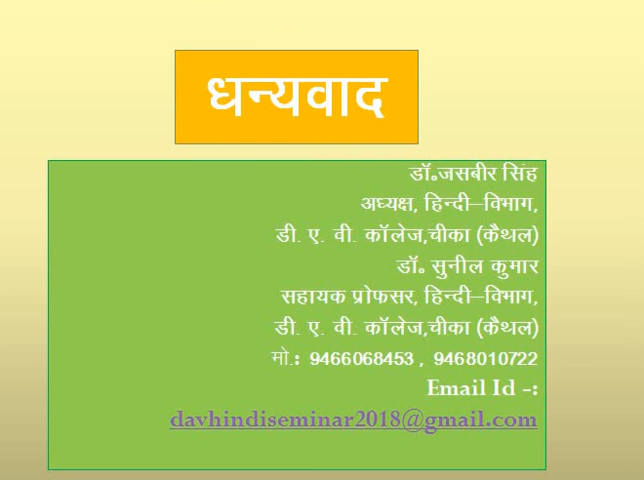 धन्यवाद
डॉ॰जसबीर सिंह
अध्यक्ष, हिन्दी–विभाग,
डी. ए. वी. कॉलेज,चीका (कैथल)
डॉ॰ सुनील कुमार
सहायक प्रोफसर, हिन्दी–विभाग,
डी. ए. वी. कॉलेज,चीका (कैथल)
मो.: 9466068453 , 9468010722
Email Id -:
davhindiseminar2018@gmail.com